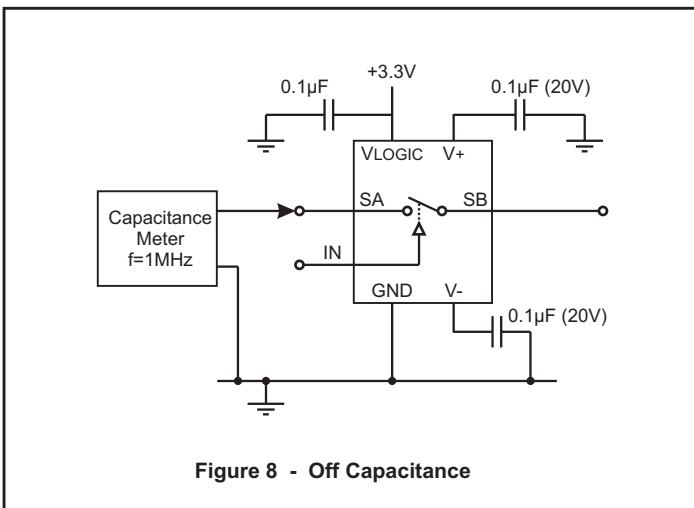 +3.3V
0.1µF
0.1µF (20V)
VLOGIC
V+
SA
SB
Capacitance
Meter
f=1MHz
IN
GND
V-
0.1µF (20V)
Figure 8 - Off Capacitance